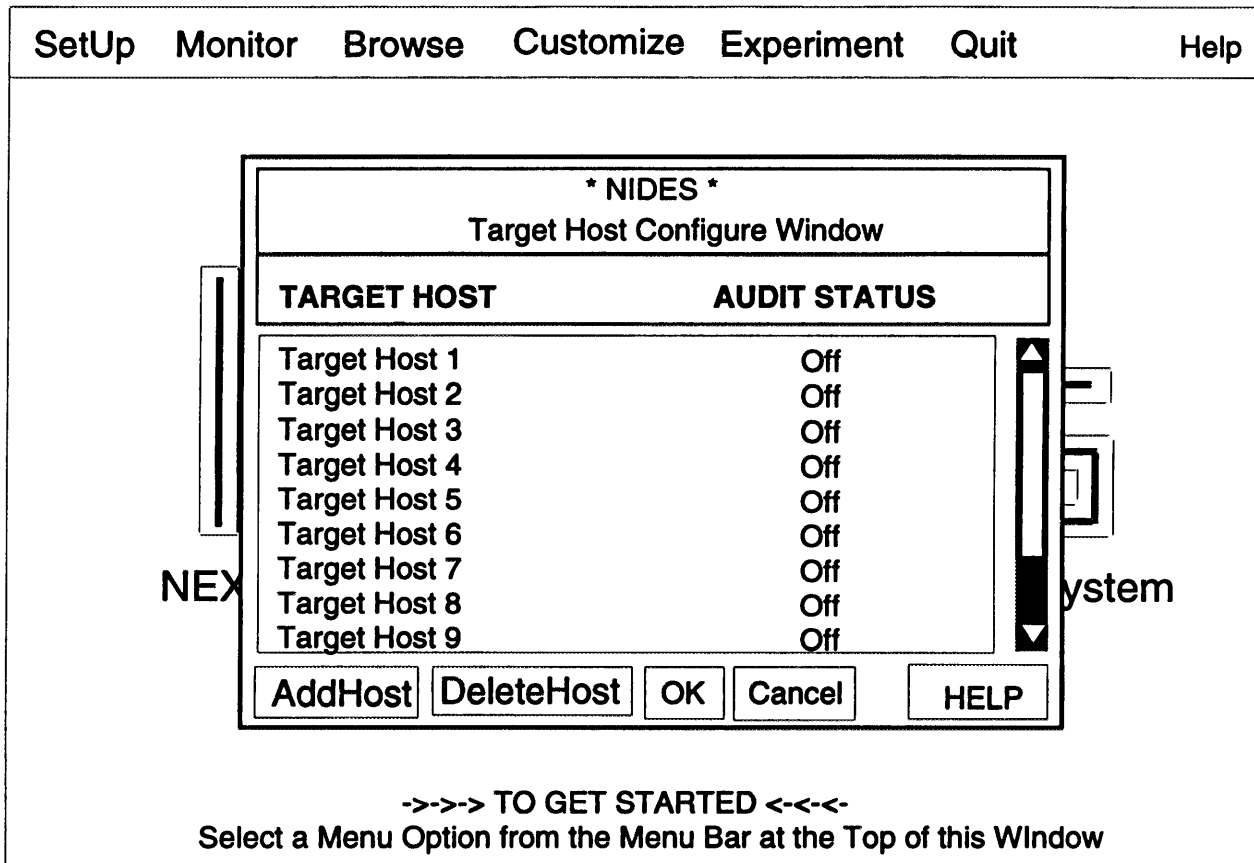 SetUp Monitor Browse Customize Experiment Quit Help
* NIDES *
Target Host Configure Window
TARGET HOST AUDIT STATUS
Target Host 1 Off
Target Host 2 Off
Target Host 3 Off
Target Host 4 Off
Target Host 5 Off
Target Host 6 Off
Target Host 7 Off
Target Host 8 Off
Target Host 9 Off
NEX ystem
AddHost DeleteHost OK Cancel HELP
->->-> TO GET STARTED <-<-<-
Select a Menu Option from the Menu Bar at the Top of this WIndow